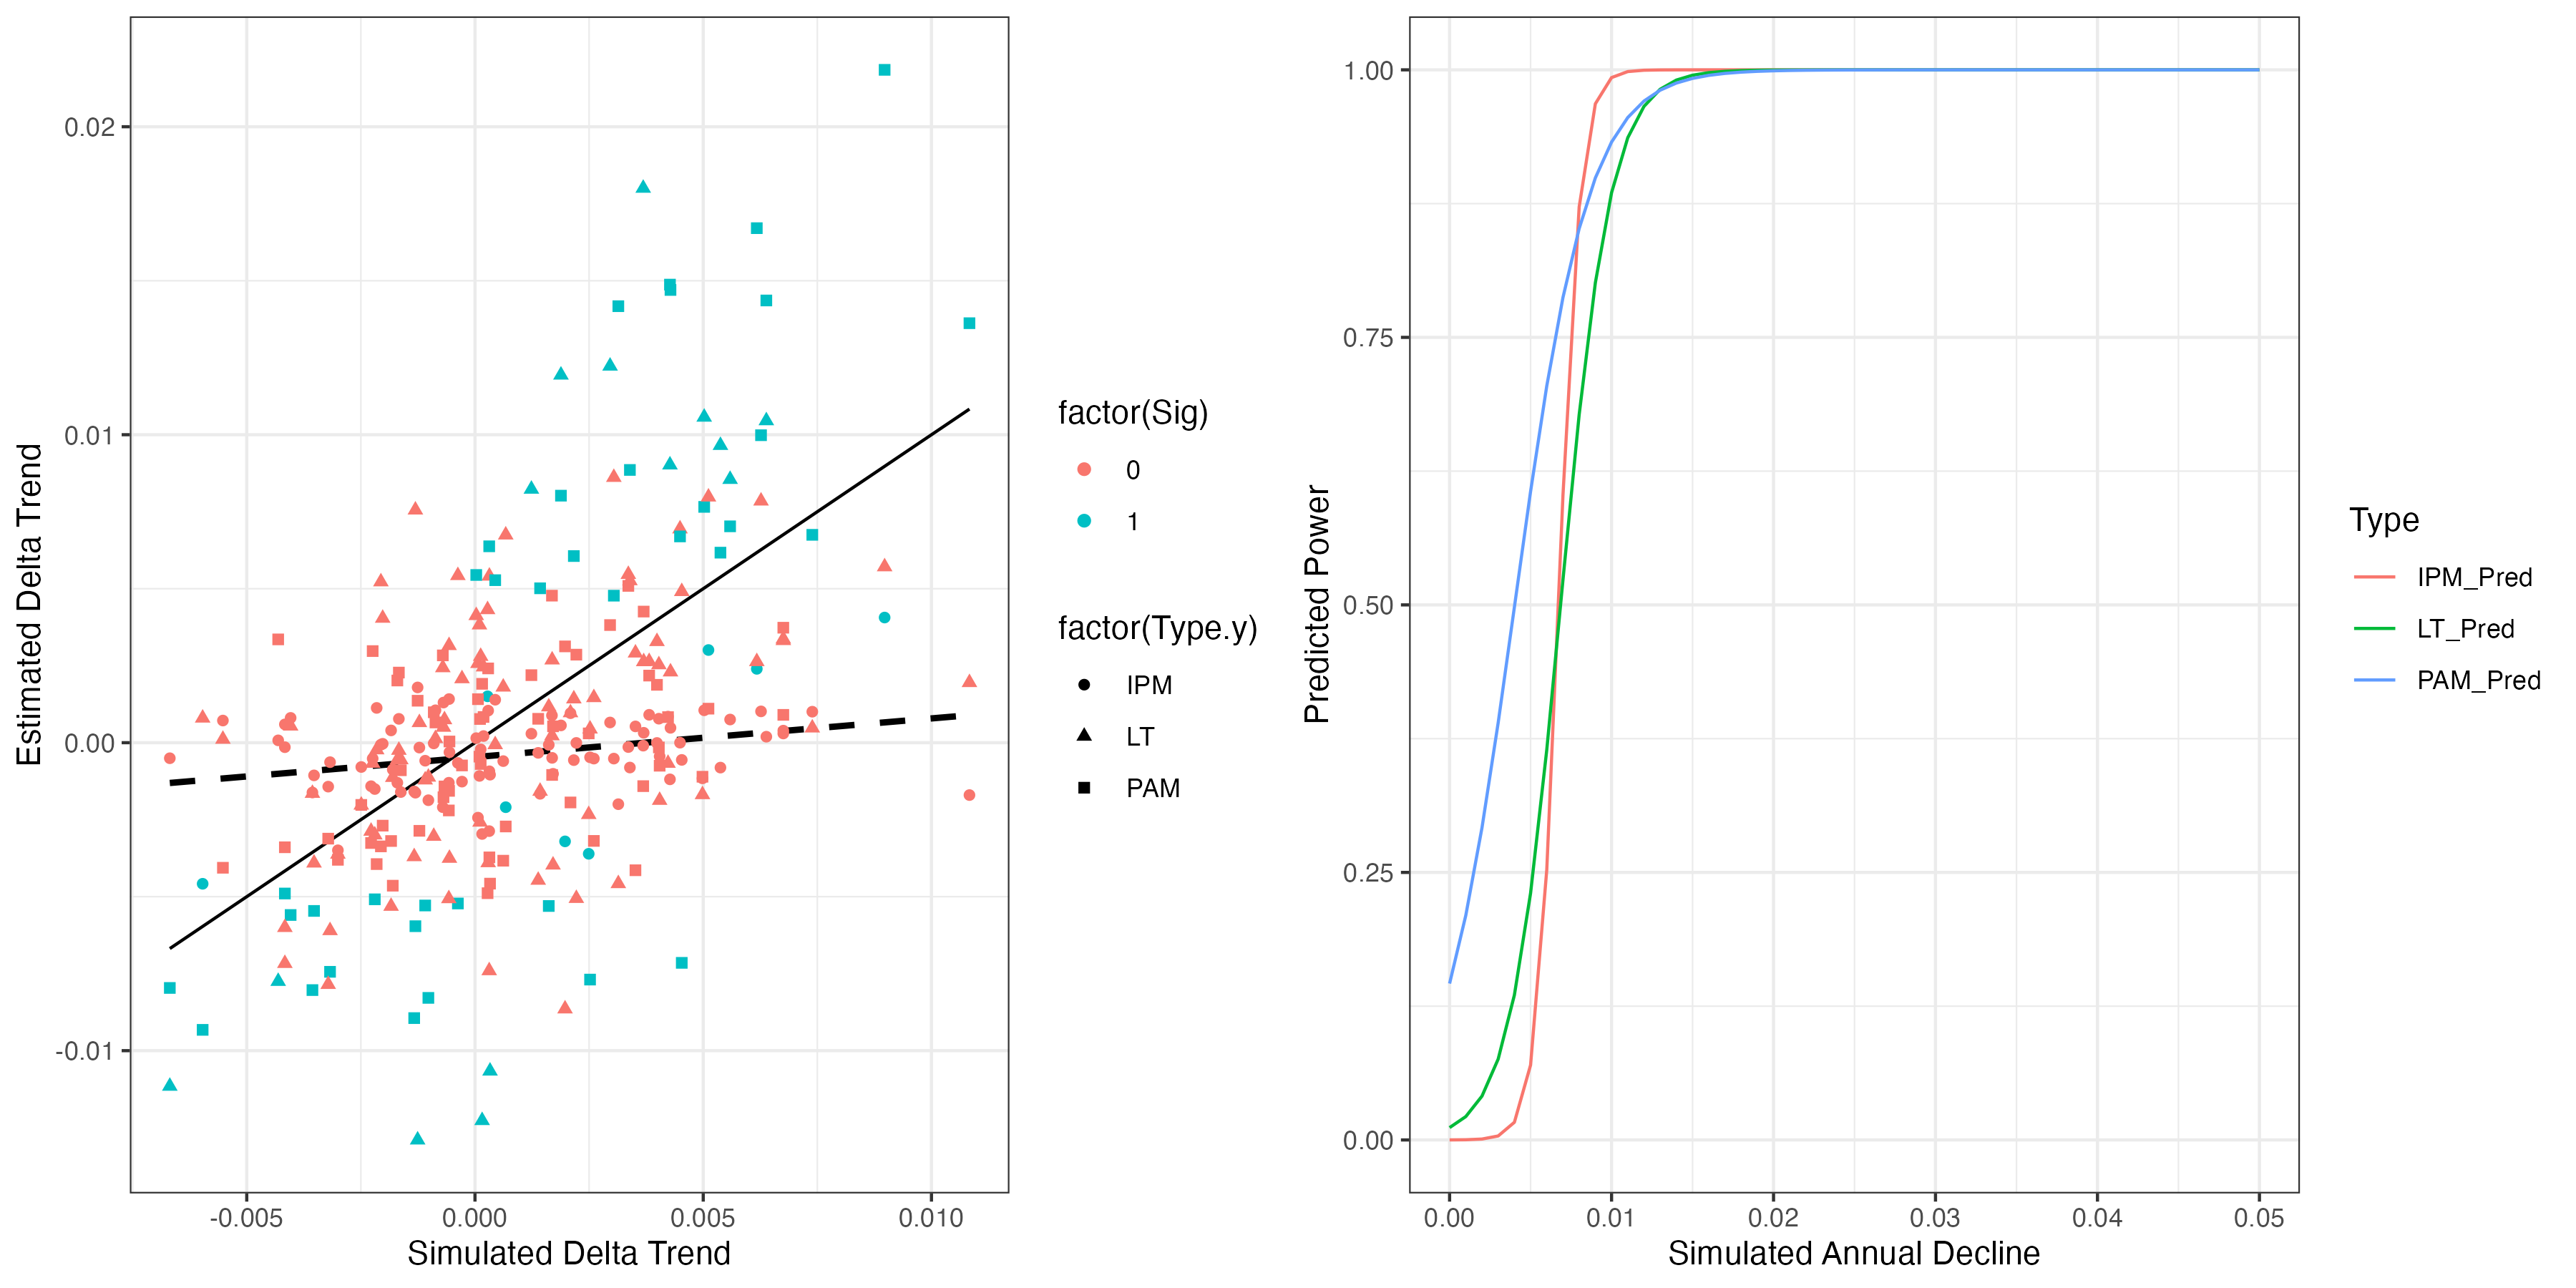 0.02
0.01
0.00
-0.01
-0.005
0.000
0.005
0.010
Simulated Delta Trend
Estimated Delta Trend
factor(Sig)
0
1
factor(Type.y)
IPM
LT
PAM
1.00
0.75
0.50
0.25
0.00
0.00
0.01
0.02
0.03
0.04
0.05
Simulated Annual Decline
Predicted Power
Type
IPM_Pred
LT_Pred
PAM_Pred